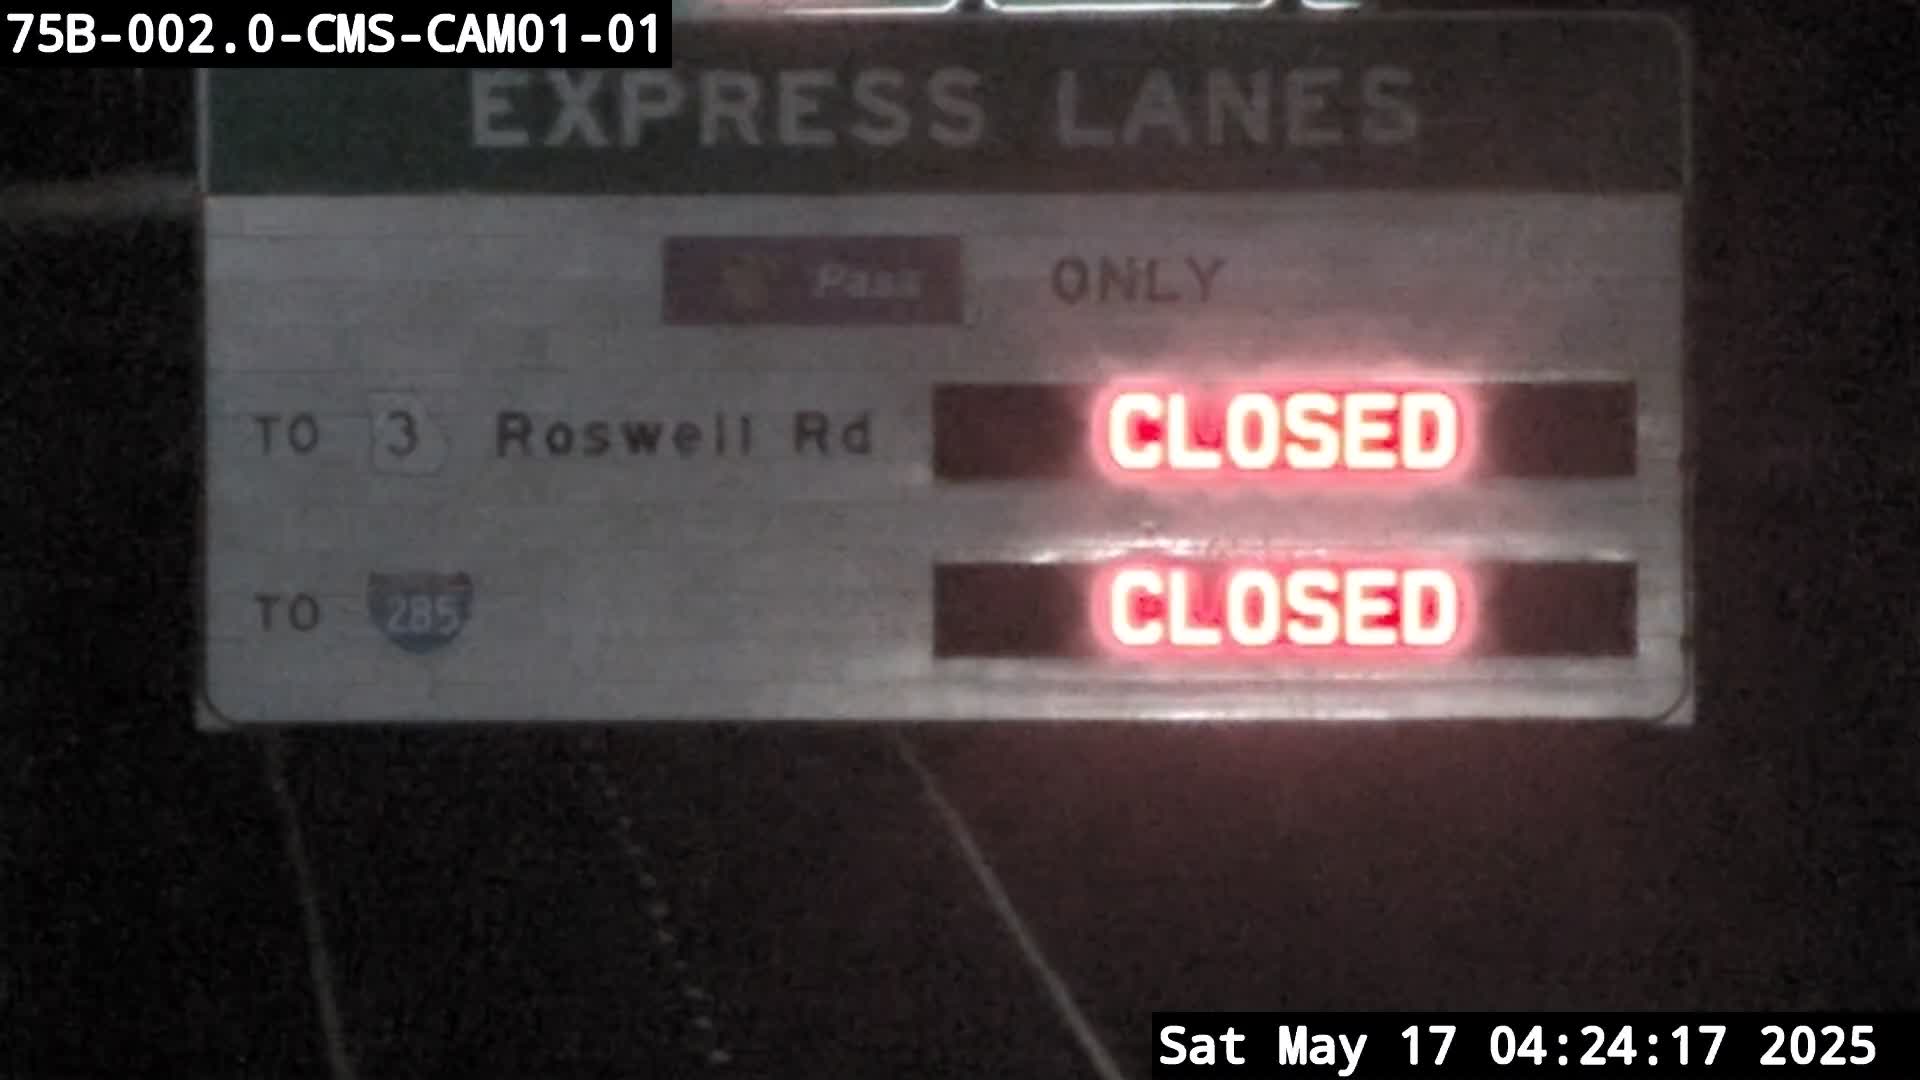 75B-002.0-CMS-CAM01-01
EXPRESS LANES
Pass ONLY
TO 3 Roswell Rd CLOSED
TO 285 CLOSED
Sat May 17 04:24:17 2025